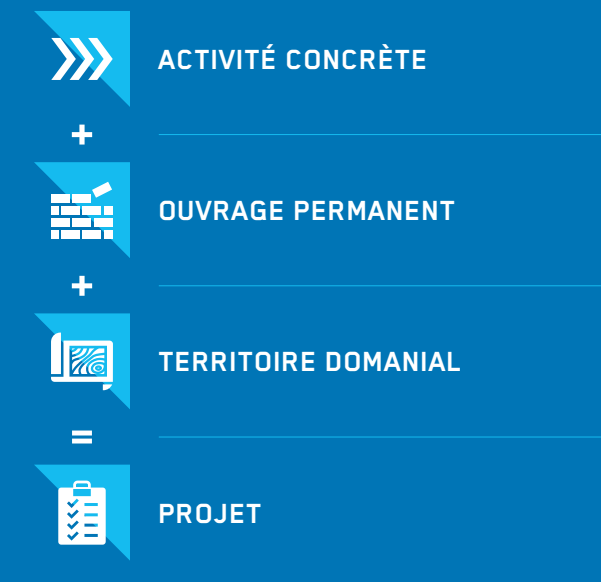 ACTIVITÉ CONCRÈTE
+
OUVRAGE PERMANENT
+
TERRITOIRE DOMANIAL
=
PROJET